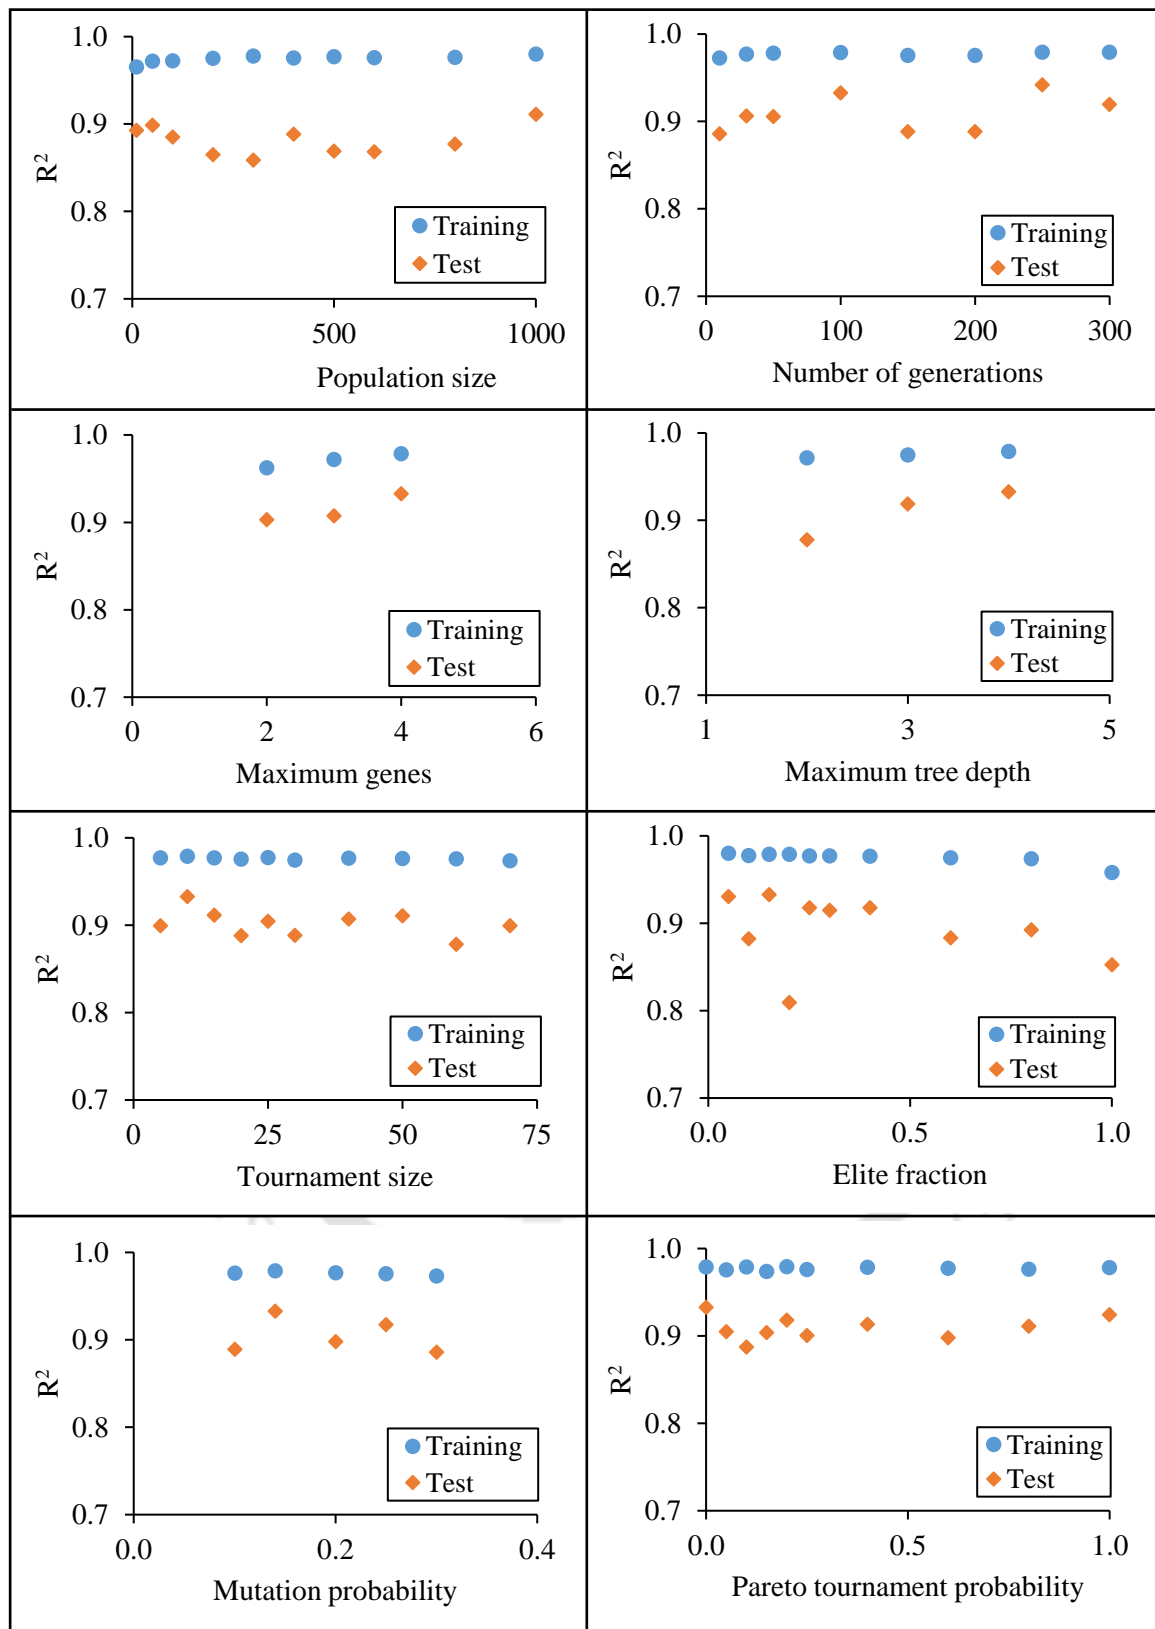 1.0
0.9
0.8
0.7
R²
Training
Test
0 500 1000
Population size
1.0
0.9
0.8
0.7
R²
Training
Test
0 100 200 300
Number of generations
1.0
0.9
0.8
0.7
R²
Training
Test
0 2 4 6
Maximum genes
1.0
0.9
0.8
0.7
R²
Training
Test
1 3 5
Maximum tree depth
1.0
0.9
0.8
0.7
R²
Training
Test
0 25 50 75
Tournament size
1.0
0.9
0.8
0.7
R²
Training
Test
0.0 0.5 1.0
Elite fraction
1.0
0.9
0.8
0.7
R²
Training
Test
0.0 0.2 0.4
Mutation probability
1.0
0.9
0.8
0.7
R²
Training
Test
0.0 0.5 1.0
Pareto tournament probability